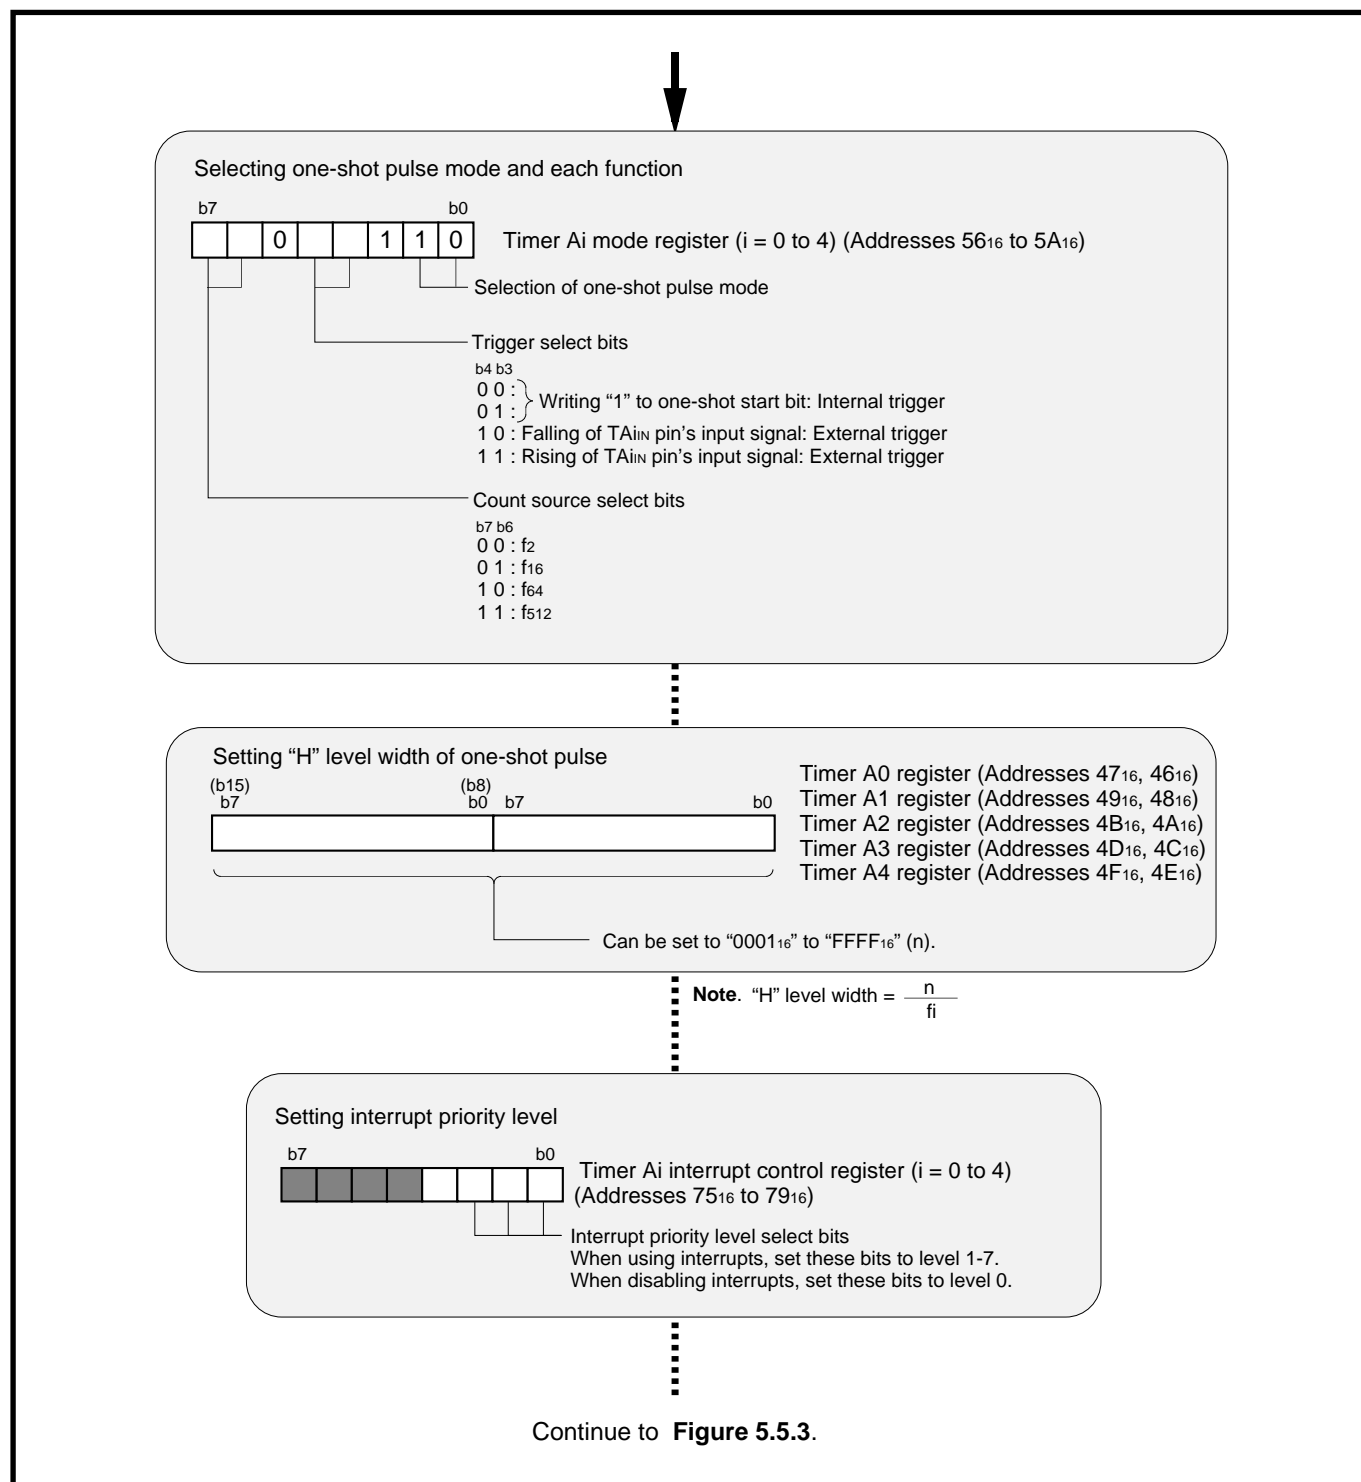 Selecting one-shot pulse mode and each function
b7 b0
0 1 1 0 Timer Ai mode register (i = 0 to 4) (Addresses 5616 to 5A16)
Selection of one-shot pulse mode
Trigger select bits
b4 b3
0 0 :
0 1 :
Writing “1” to one-shot start bit: Internal trigger
1 0 : Falling of TAiIN pin’s input signal: External trigger
1 1 : Rising of TAiIN pin’s input signal: External trigger
Count source select bits
b7 b6
0 0 : f2
0 1 : f16
1 0 : f64
1 1 : f512
Setting “H” level width of one-shot pulse
(b15) (b8)
b7 b0 b7 b0
Timer A0 register (Addresses 4716, 4616)
Timer A1 register (Addresses 4916, 4816)
Timer A2 register (Addresses 4B16, 4A16)
Timer A3 register (Addresses 4D16, 4C16)
Timer A4 register (Addresses 4F16, 4E16)
Can be set to “000116” to “FFFF16” (n).
Note. “H” level width = n
fi
Setting interrupt priority level
b7 b0
Timer Ai interrupt control register (i = 0 to 4)
(Addresses 7516 to 7916)
Interrupt priority level select bits
When using interrupts, set these bits to level 1-7.
When disabling interrupts, set these bits to level 0.
Continue to Figure 5.5.3.